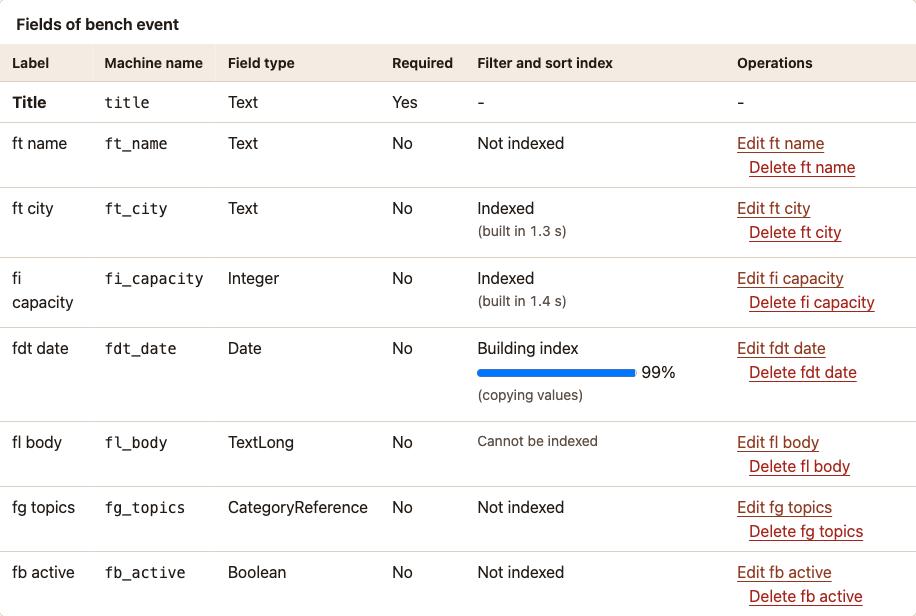 Fields of bench event
Label Machine name Field type Required Filter and sort index Operations
Title title Text Yes - -
ft name ft_name Text No Not indexed Edit ft name
Delete ft name
ft city ft_city Text No Indexed Edit ft city
(built in 1.3 s) Delete ft city
fi capacity fi_capacity Integer No Indexed Edit fi capacity
(built in 1.4 s) Delete fi capacity
fdt date fdt_date Date No Building index Edit fdt date
99% Delete fdt date
(copying values)
fl body fl_body TextLong No Cannot be indexed Edit fl body
Delete fl body
fg topics fg_topics CategoryReference No Not indexed Edit fg topics
Delete fg topics
fb active fb_active Boolean No Not indexed Edit fb active
Delete fb active